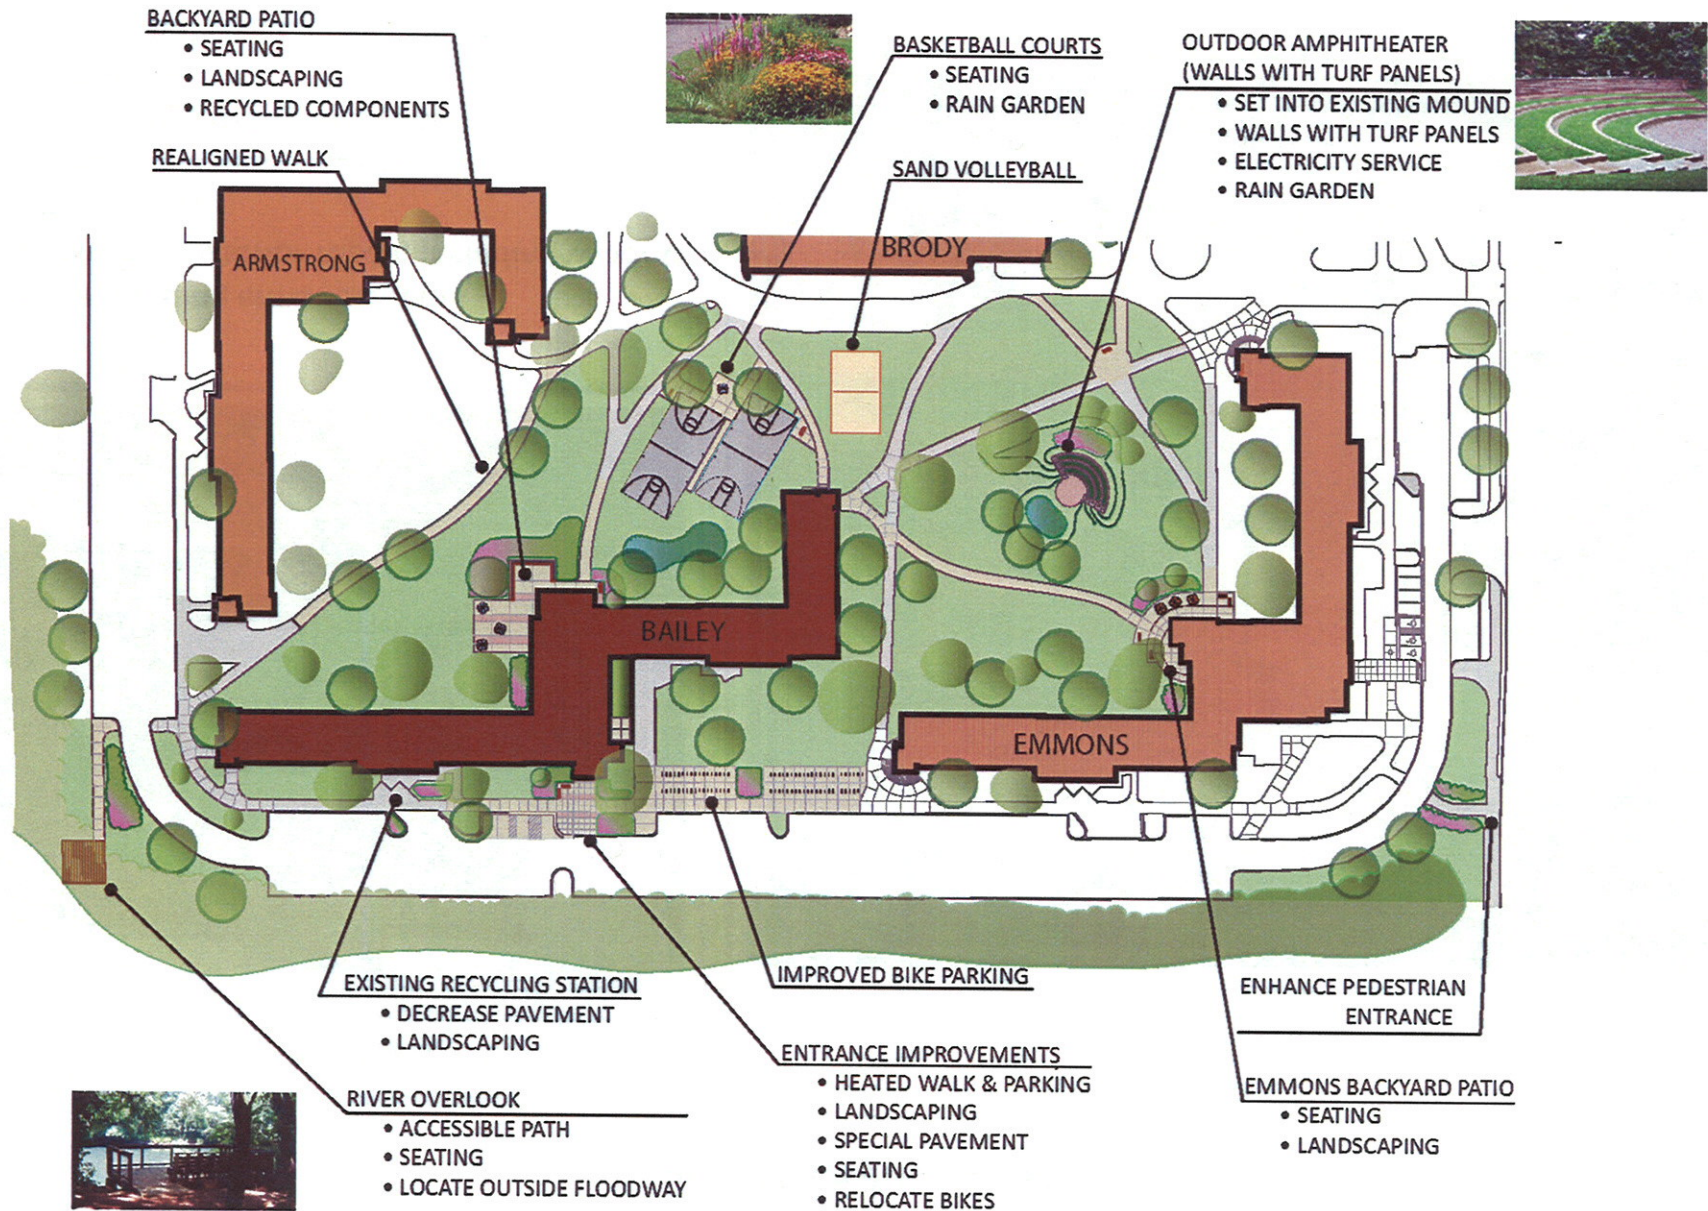 BACKYARD PATIO
• SEATING
• LANDSCAPING
• RECYCLED COMPONENTS
REALIGNED WALK
BASKETBALL COURTS
• SEATING
• RAIN GARDEN
SAND VOLLEYBALL
OUTDOOR AMPHITHEATER
(WALLS WITH TURF PANELS)
• SET INTO EXISTING MOUND
• WALLS WITH TURF PANELS
• ELECTRICITY SERVICE
• RAIN GARDEN
ARMSTRONG
BRODY
BAILEY
EMMONS
EXISTING RECYCLING STATION
• DECREASE PAVEMENT
• LANDSCAPING
RIVER OVERLOOK
• ACCESSIBLE PATH
• SEATING
• LOCATE OUTSIDE FLOODWAY
IMPROVED BIKE PARKING
ENTRANCE IMPROVEMENTS
• HEATED WALK & PARKING
• LANDSCAPING
• SPECIAL PAVEMENT
• SEATING
• RELOCATE BIKES
ENHANCE PEDESTRIAN
ENTRANCE
EMMONS BACKYARD PATIO
• SEATING
• LANDSCAPING